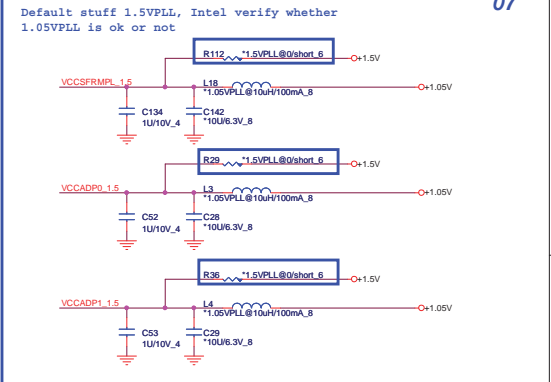 07
Default stuff 1.5VPLL, Intel verify whether
1.05VPLL is ok or not
R112 *1.5VPLL@0/short_6 +1.5V
VCCSFRMPL_1.5 L18 +1.05V
*1.05VPLL@10uH/100mA_8
C134 C142
1U/10V_4 *10U/6.3V_8
R29 *1.5VPLL@0/short_6 +1.5V
VCCADP0_1.5 L3 +1.05V
*1.05VPLL@10uH/100mA_8
C52 C28
1U/10V_4 *10U/6.3V_8
R36 *1.5VPLL@0/short_6 +1.5V
VCCADP1_1.5 L4 +1.05V
*1.05VPLL@10uH/100mA_8
C53 C29
1U/10V_4 *10U/6.3V_8